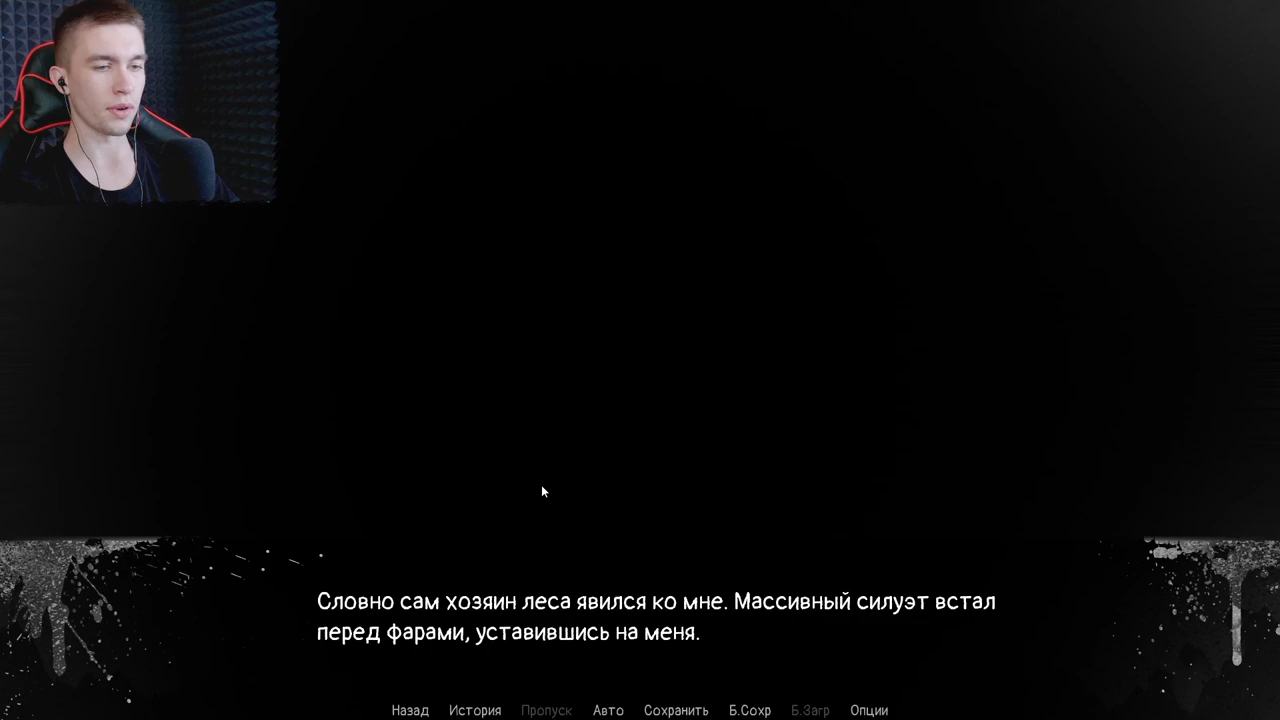 Словно сам хозяин леса явился ко мне. Массивный силуэт встал
перед фарами, уставившись на меня.
Назад История Пропуск Авто Сохранить Б.Сохр Б.Загр Опции